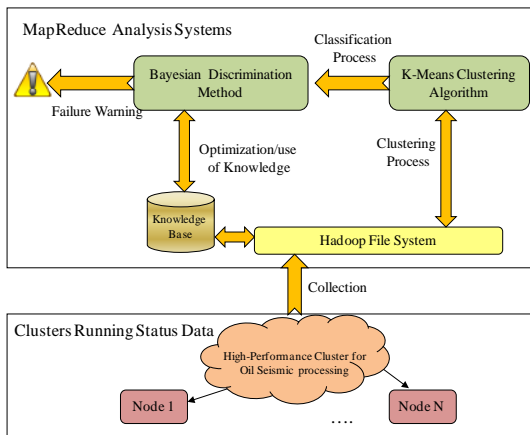 MapReduce Analysis Systems
Classification
Process
Bayesian Discrimination
Method
K-Means Clustering
Algorithm
Failure Warning
Optimization/use
of Knowledge
Clustering
Process
Knowledge
Base
Hadoop File System
Collection
Clusters Running Status Data
High-Performance Cluster for
Oil Seismic processing
Node 1
....
Node N